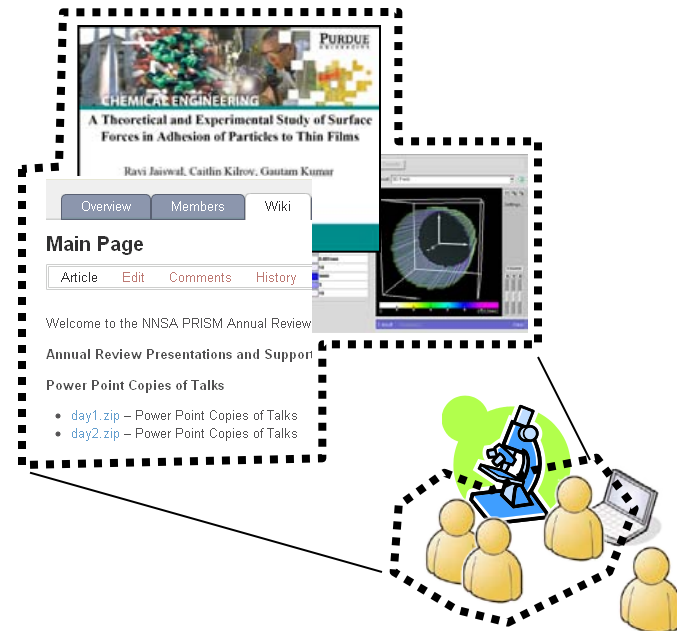 PURDUE
UNIVERSITY
CHEMICAL ENGINEERING
A Theoretical and Experimental Study of Surface
Forces in Adhesion of Particles to Thin Films
Ravi Jaiswal, Caitlin Kilroy, Gautam Kumar
Overview Members Wiki
Main Page
Article Edit Comments History
Welcome to the NNSA PRISM Annual Review
Annual Review Presentations and Suppor
Power Point Copies of Talks
day1.zip – Power Point Copies of Talks
day2.zip – Power Point Copies of Talks